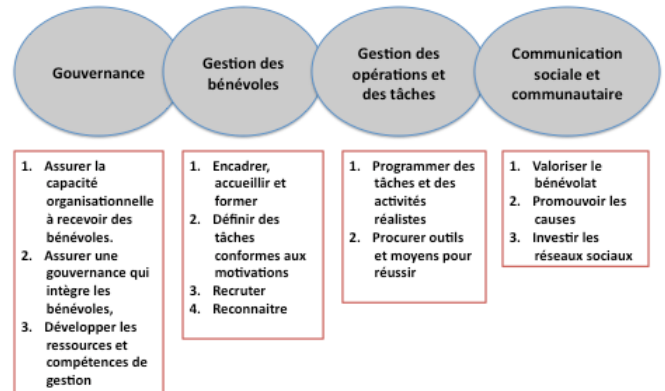 Gouvernance
Gestion des
bénévoles
Gestion des
opérations et
des tâches
Communication
sociale et
communautaire
1. Assurer la
capacité
organisationnelle
à recevoir des
bénévoles.
2. Assurer une
gouvernance qui
intègre les
bénévoles,
3. Développer les
ressources et
compétences de
gestion
1. Encadrer,
accueillir et
former
2. Définir des
tâches
conformes aux
motivations
3. Recruter
4. Reconnaitre
1. Programmer des
tâches et des
activités
réalistes
2. Procurer outils
et moyens pour
réussir
1. Valoriser le
bénévolat
2. Promouvoir les
causes
3. Investir les
réseaux sociaux